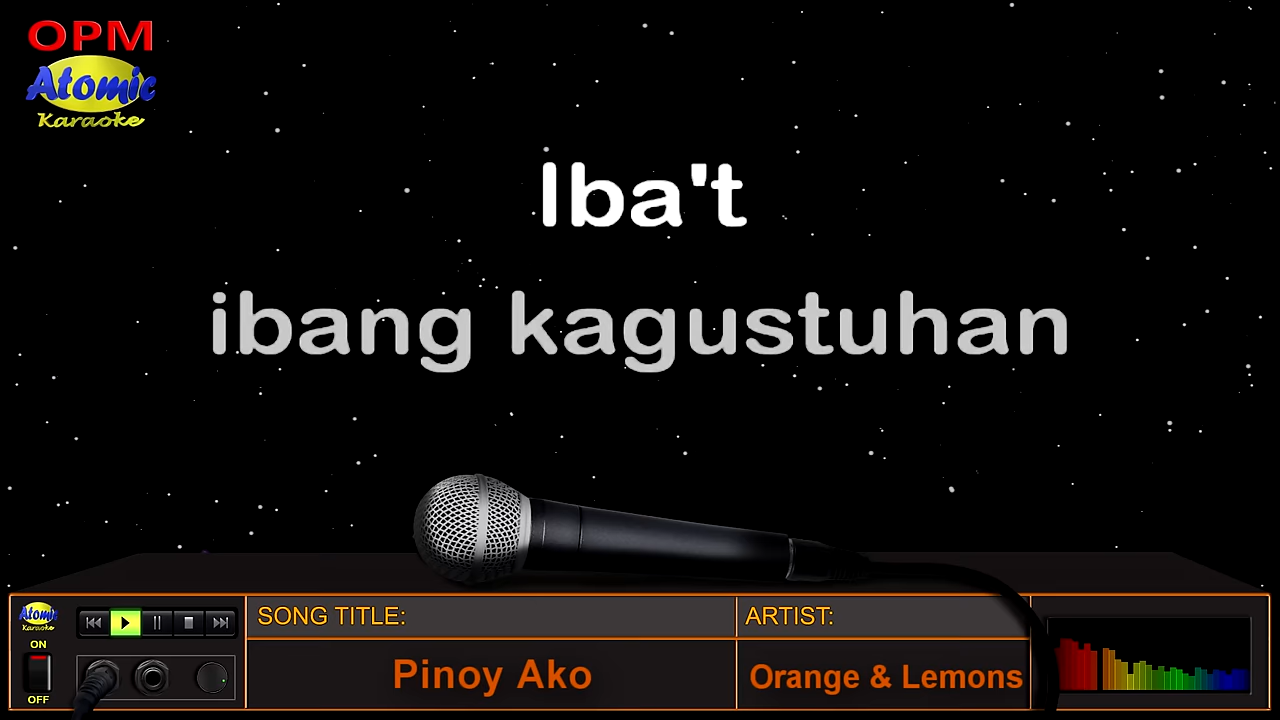 OPM
Atomic
Karaoke
Iba't
ibang kagustuhan
Atomic
Karaoke
ON
OFF
SONG TITLE:
Pinoy Ako
ARTIST:
Orange & Lemons